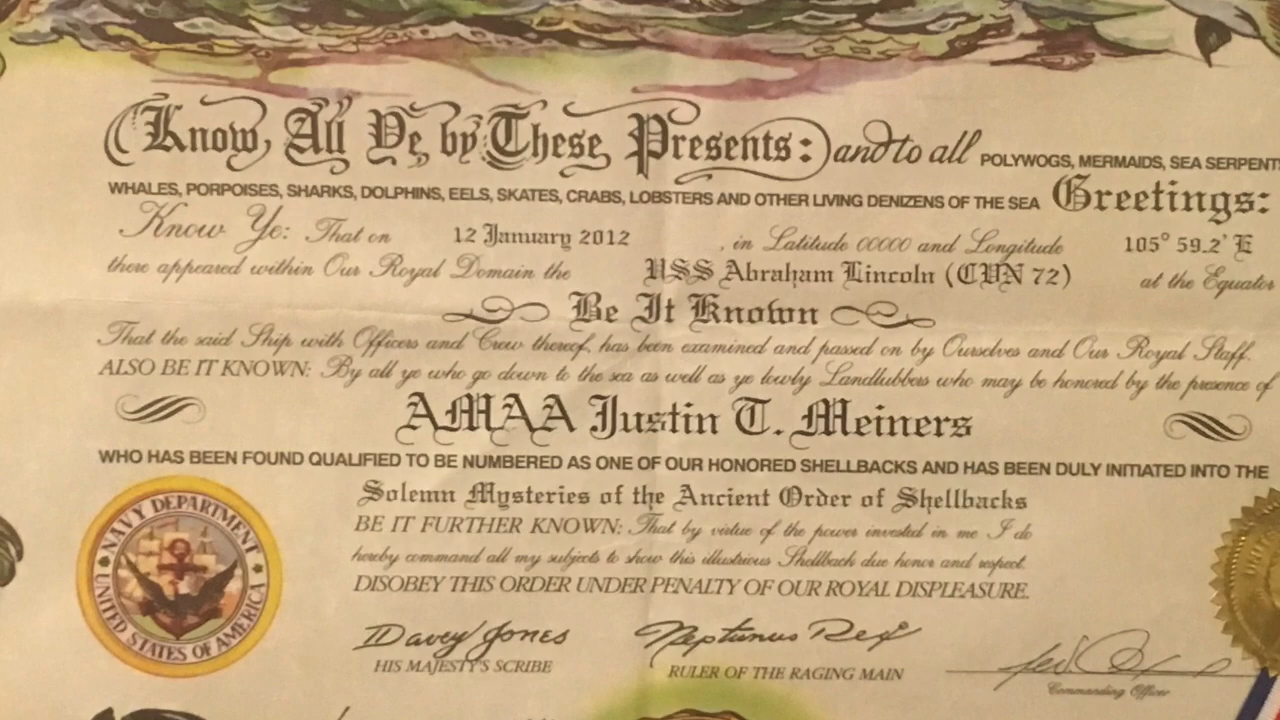 Know, All Ye by These Presents: and to all POLYWOGS, MERMAIDS, SEA SERPENTS
WHALES, PORPOISES, SHARKS, DOLPHINS, EELS, SKATES, CRABS, LOBSTERS AND OTHER LIVING DENIZENS OF THE SEA Greetings:
Know Ye: That on 12 January 2012, in Latitude 00000 and Longitude 105° 59.2' E
there appeared within Our Royal Domain the USS Abraham Lincoln (CVN 72) at the Equator
Be It Known
That the said Ship with Officers and Crew thereof, has been examined and passed on by Ourselves and Our Royal Staff.
ALSO BE IT KNOWN: By all ye who go down to the sea as well as ye lowly Landlubbers who may be honored by the presence of
AMAA Justin T. Meiners
WHO HAS BEEN FOUND QUALIFIED TO BE NUMBERED AS ONE OF OUR HONORED SHELLBACKS AND HAS BEEN DULY INITIATED INTO THE
Solemn Mysteries of the Ancient Order of Shellbacks
BE IT FURTHER KNOWN: That by virtue of the power invested in me I do
hereby command all my subjects to show this illustrious Shellback due honor and respect.
DISOBEY THIS ORDER UNDER PENALTY OF OUR ROYAL DISPLEASURE.
NAVY DEPARTMENT
UNITED STATES OF AMERICA
Davey Jones
HIS MAJESTY'S SCRIBE
Neptunus Rex
RULER OF THE RAGING MAIN
Commanding Officer